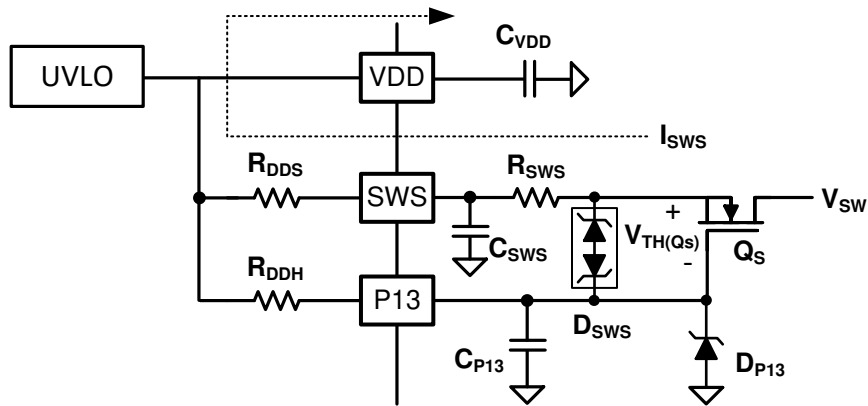 C_VDD
UVLO
VDD
I_SWS
R_DDS
R_SWS
SWS
+
V_SW
C_SWS
V_TH(Qs)
-
Q_S
R_DDH
P13
D_SWS
C_P13
D_P13